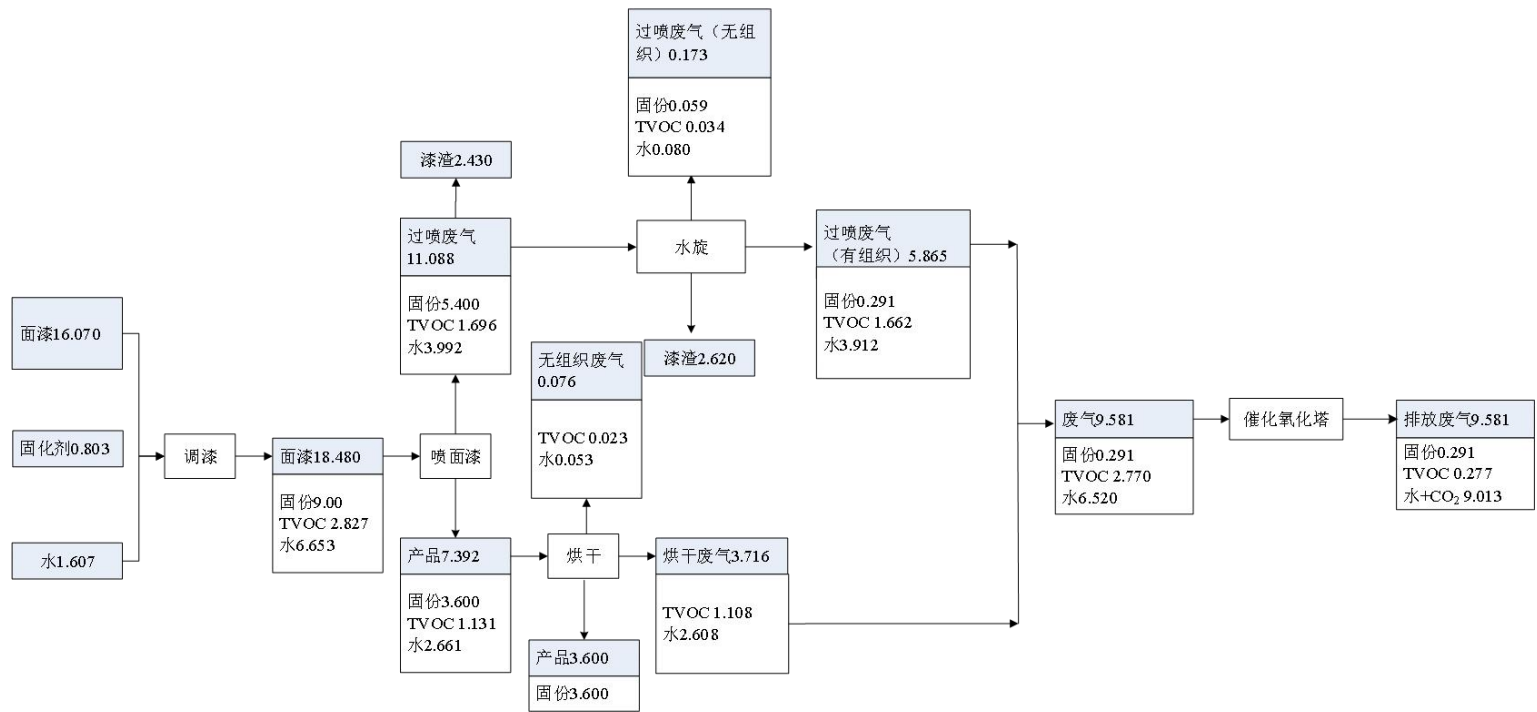 过喷废气（无组
织）0.173
固份0.059
TVOC 0.034
水0.080
漆渣2.430
过喷废气
11.088
固份5.400
TVOC 1.696
水3.992
水旋
过喷废气
（有组织）5.865
固份0.291
TVOC 1.662
水3.912
漆渣2.620
面漆16.070
固化剂0.803
水1.607
调漆
面漆18.480
固份9.00
TVOC 2.827
水6.653
喷面漆
无组织废气
0.076
TVOC 0.023
水0.053
产品7.392
固份3.600
TVOC 1.131
水2.661
烘干
烘干废气3.716
TVOC 1.108
水2.608
产品3.600
固份3.600
废气9.581
固份0.291
TVOC 2.770
水6.520
催化氧化塔
排放废气9.581
固份0.291
TVOC 0.277
水+CO₂ 9.013